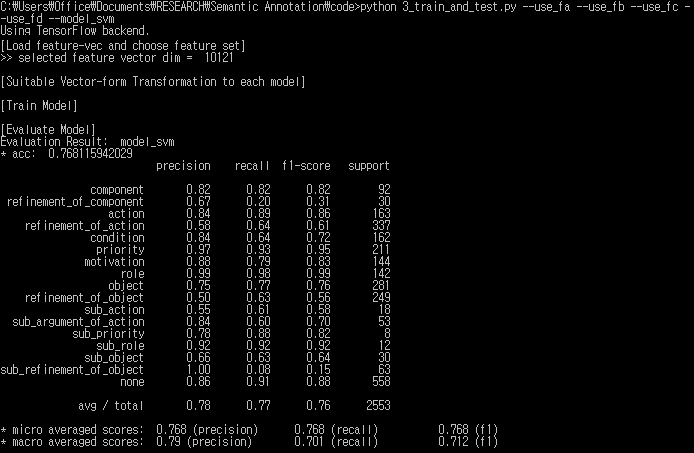 C:₩Users₩Office₩Documents₩RESEARCH₩Semantic Annotation₩code>python 3_train_and_test.py --use_fa --use_fb --use_fc -
-use_fd --model_svm
Using TensorFlow backend.
[Load feature-vec and choose feature set]
>> selected feature vector dim =  10121
[Suitable Vector-form Transformation to each model]
[Train Model]
[Evaluate Model]
Evaluation Result:  model_svm
* acc:  0.768115942029
precision recall f1-score support
component 0.82 0.82 0.82 92
refinement_of_component 0.67 0.20 0.31 30
action 0.84 0.89 0.86 163
refinement_of_action 0.58 0.64 0.61 337
condition 0.84 0.64 0.72 162
priority 0.97 0.93 0.95 211
motivation 0.88 0.79 0.83 144
role 0.99 0.98 0.99 142
object 0.75 0.77 0.76 281
refinement_of_object 0.50 0.63 0.56 249
sub_action 0.55 0.61 0.58 18
sub_argument_of_action 0.84 0.60 0.70 53
sub_priority 0.78 0.88 0.82 8
sub_role 0.92 0.92 0.92 12
sub_object 0.66 0.63 0.64 30
sub_refinement_of_object 1.00 0.08 0.15 63
none 0.86 0.91 0.88 558
avg / total 0.78 0.77 0.76 2553
* micro averaged scores:  0.768 (precision) 0.768 (recall) 0.768 (f1)
* macro averaged scores:  0.79 (precision) 0.701 (recall) 0.712 (f1)